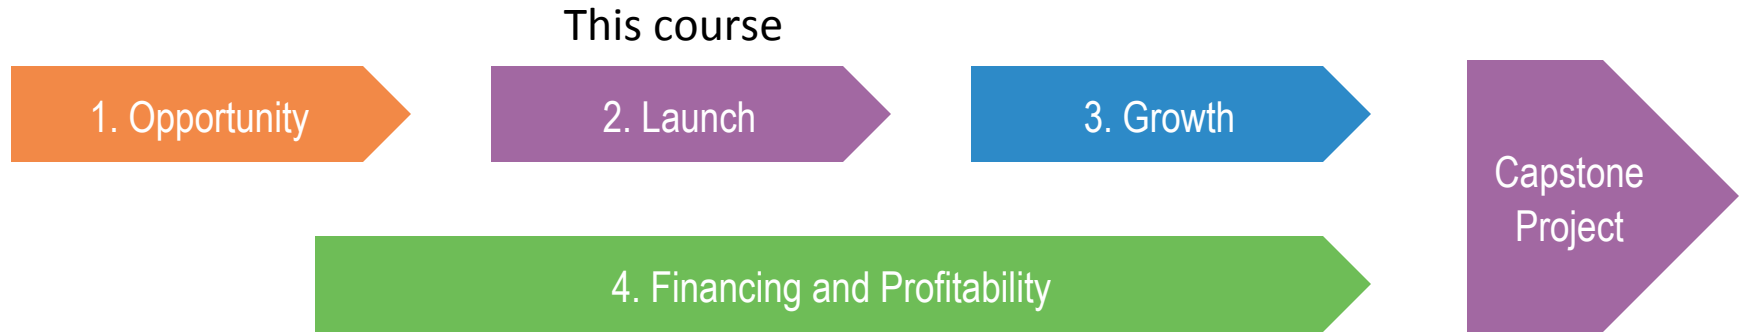 This course
1. Opportunity
2. Launch
3. Growth
Capstone
Project
4. Financing and Profitability